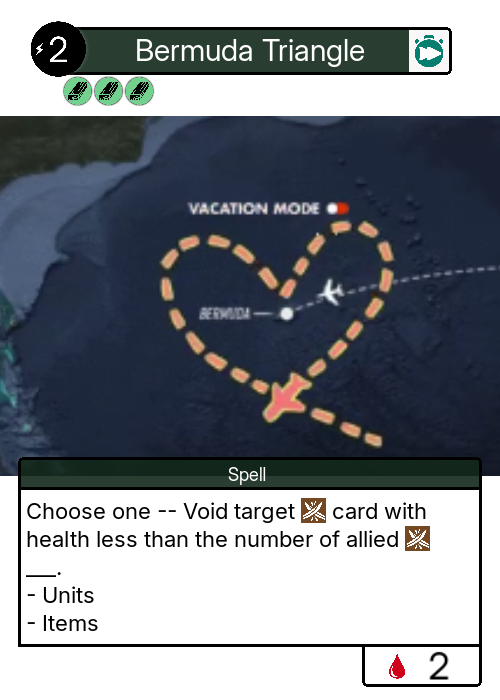 2 Bermuda Triangle
VACATION MODE
BERMUDA
Spell
Choose one -- Void target card with
health less than the number of allied
___.
- Units
- Items
2